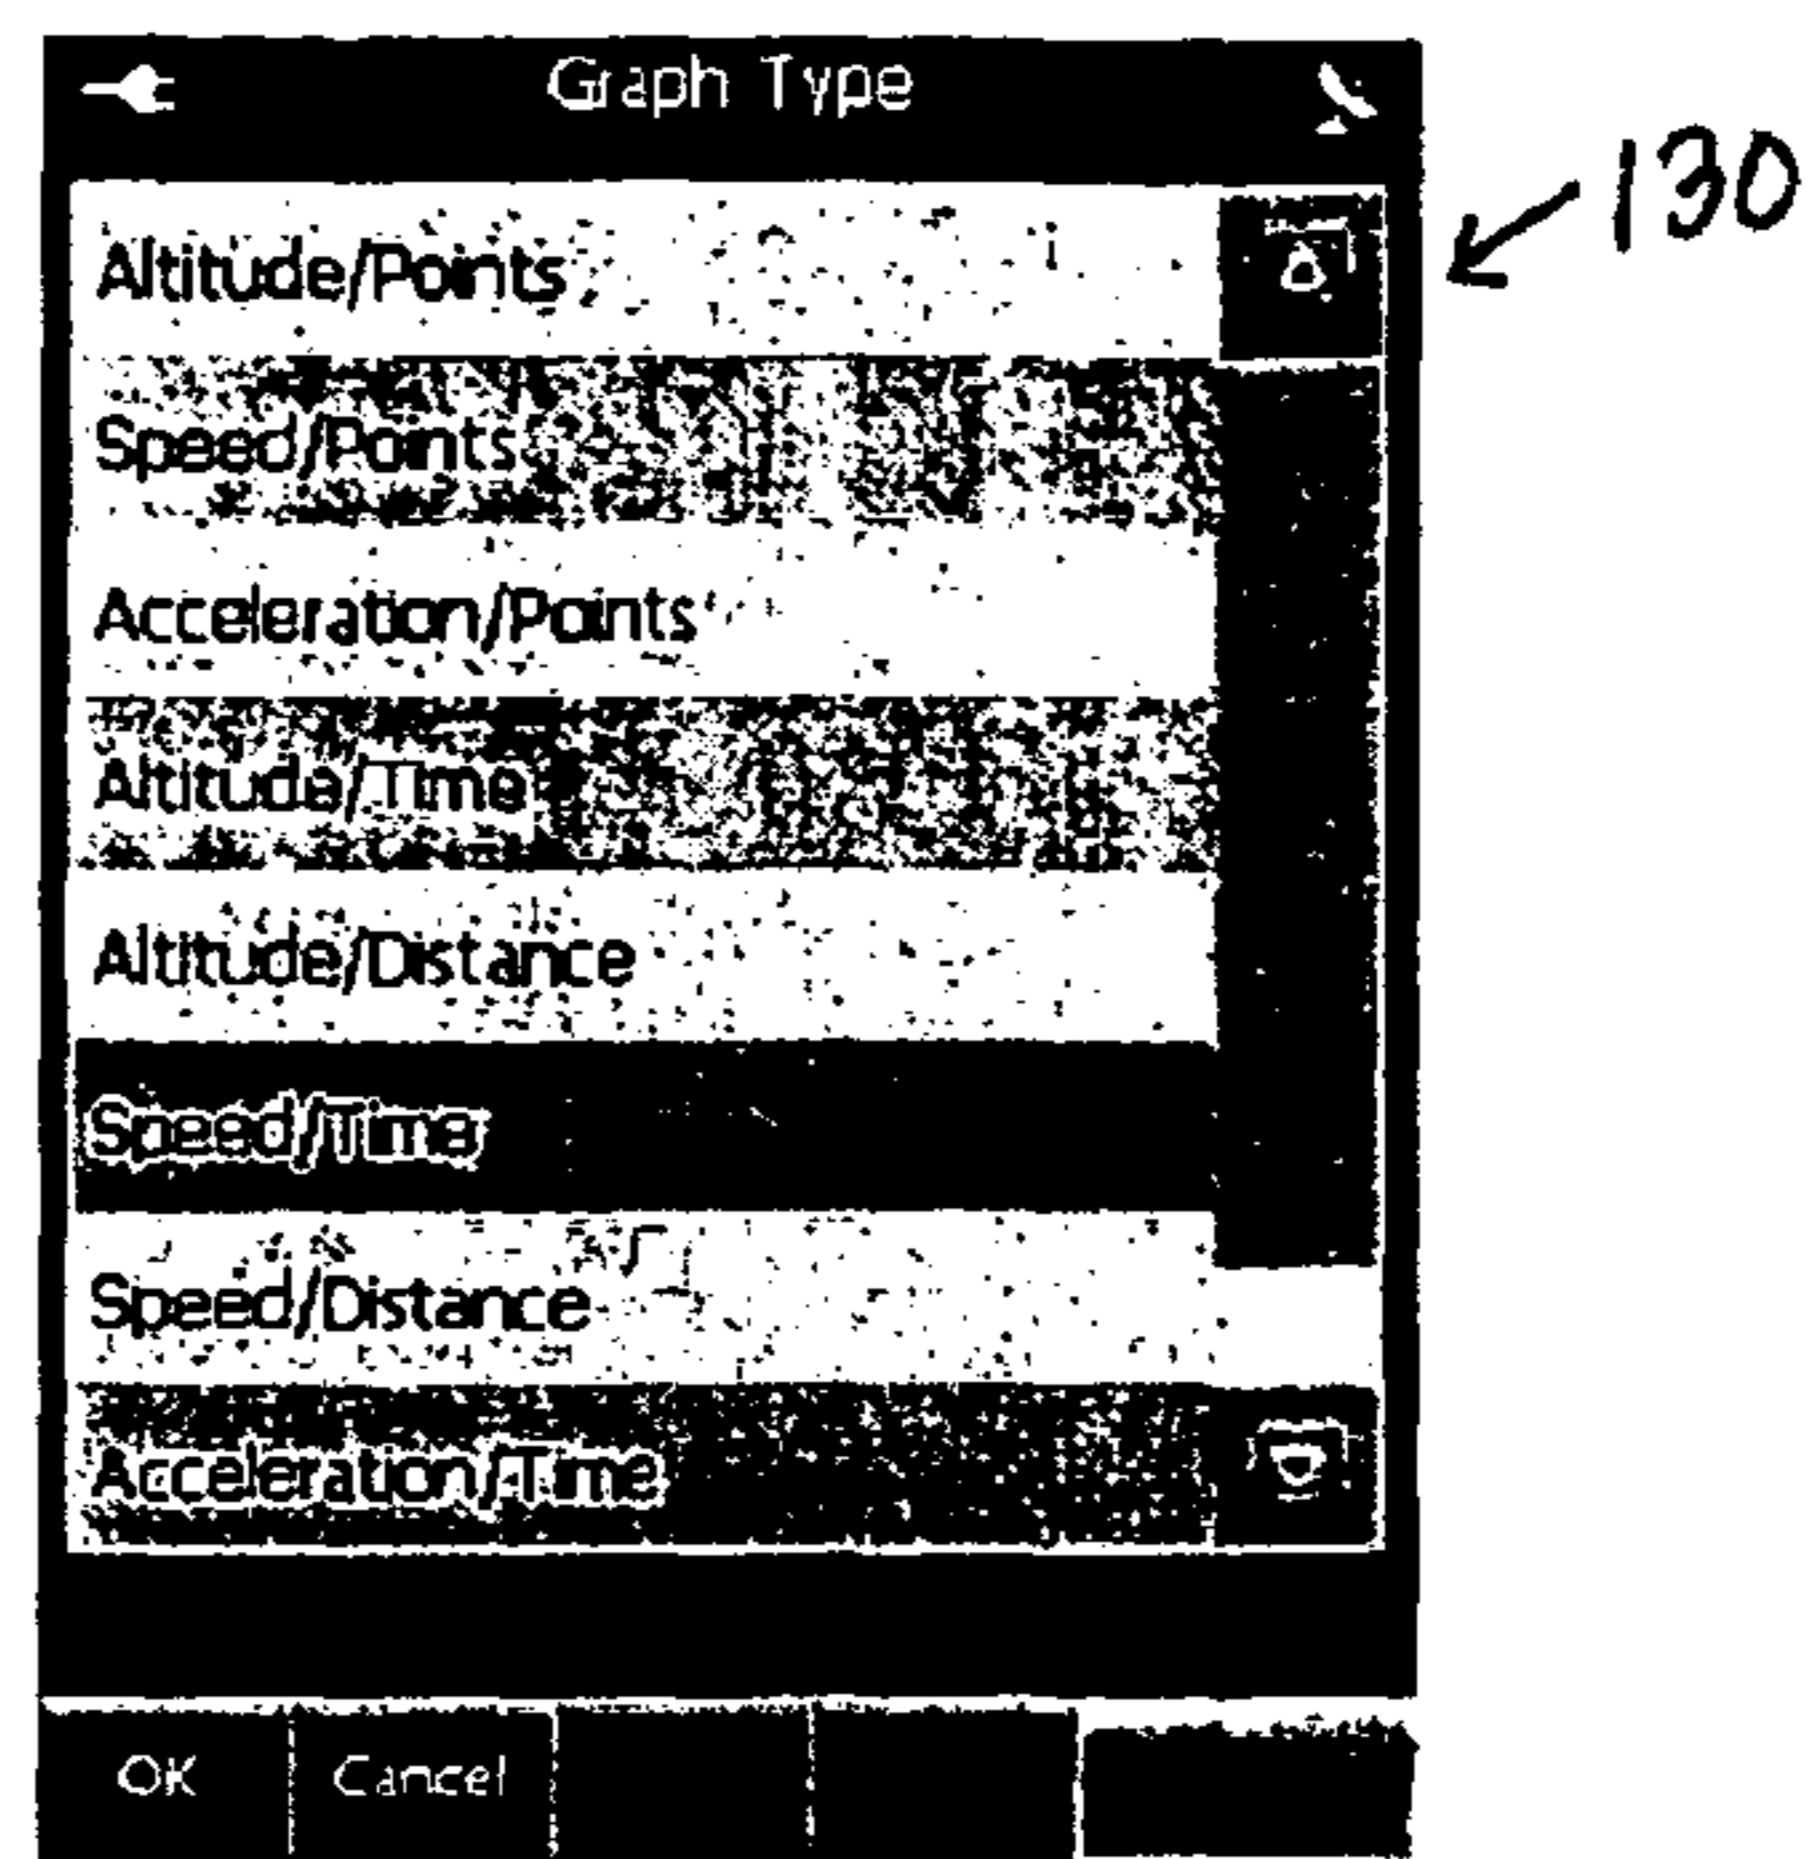 Graph Type
130
Altitude/Points
Speed/Points
Acceleration/Points
Altitude/Time
Altitude/Distance
Speed/Time
Speed/Distance
Acceleration/Time
OK Cancel